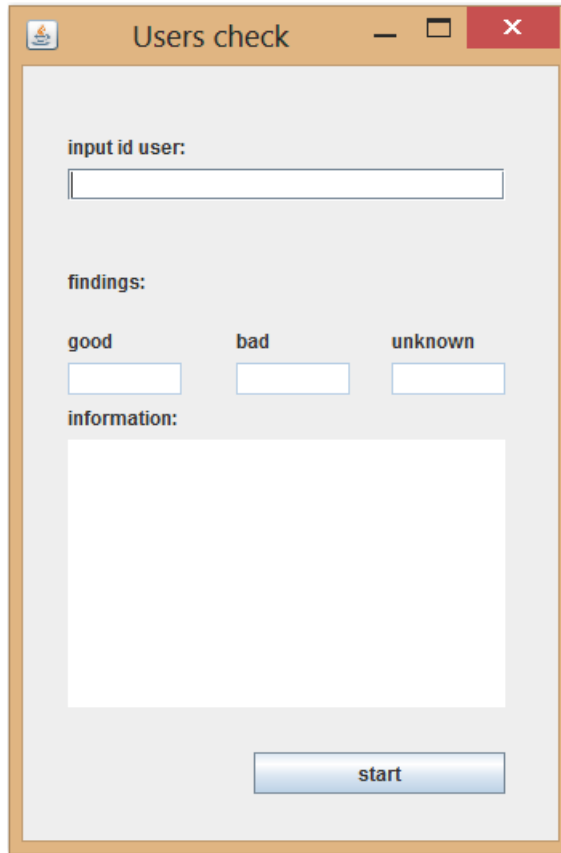 Users check
input id user:
findings:
good bad unknown
information:
start